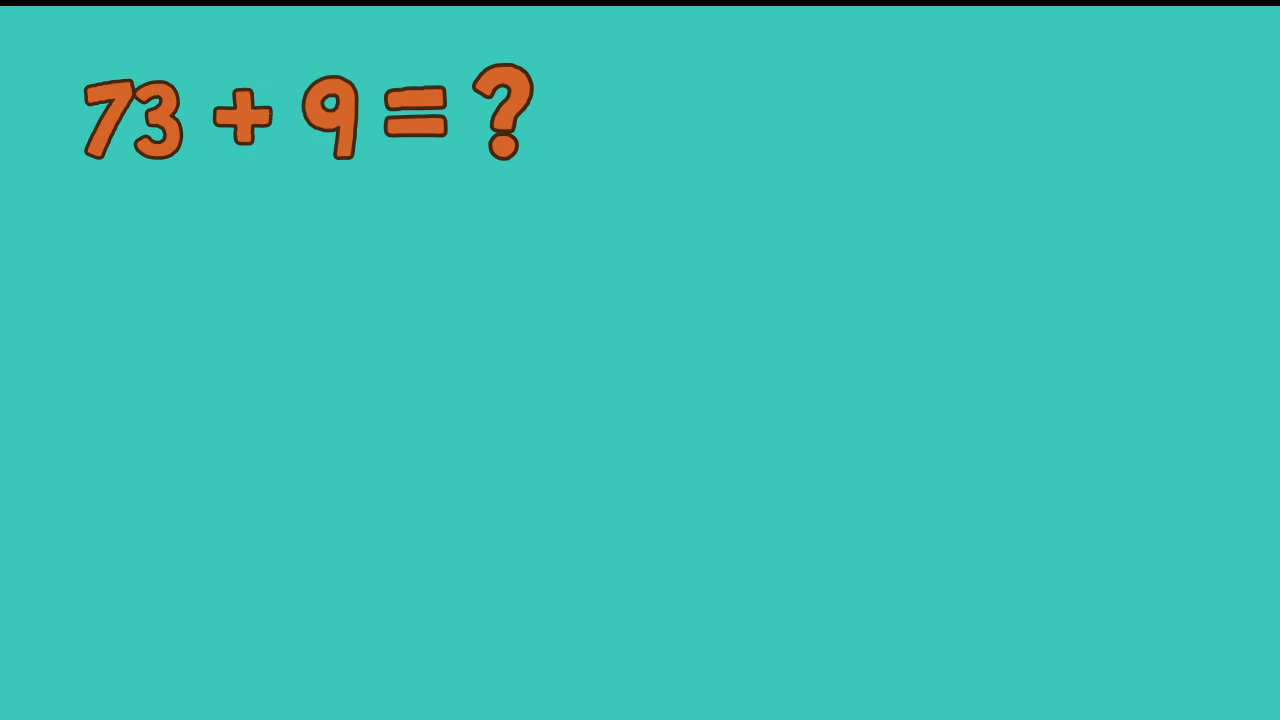 73 + 9 = ?